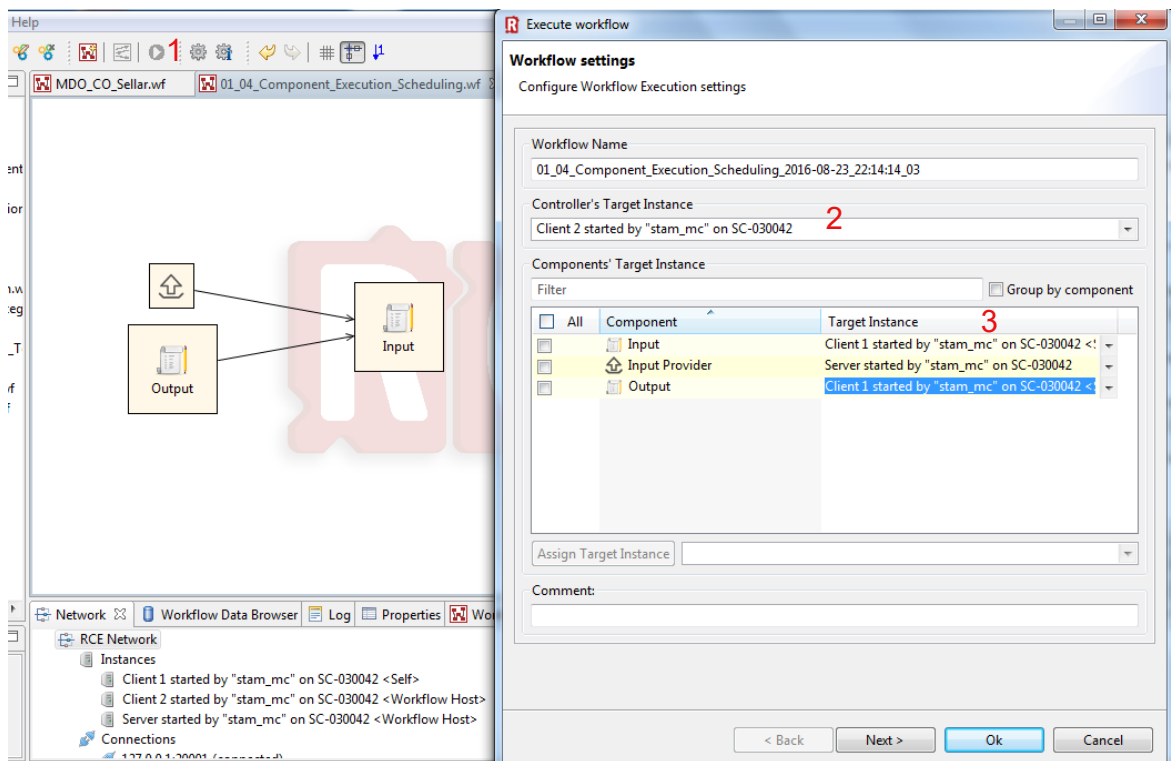 Help
Execute workflow
1
Workflow settings
Configure Workflow Execution settings
MDO_CO_Sellar.wf
01_04_Component_Execution_Scheduling.wf
Workflow Name
01_04_Component_Execution_Scheduling_2016-08-23_22:14:14_03
Controller's Target Instance
2
Client 2 started by "stam_mc" on SC-030042
Components' Target Instance
Filter
Group by component
All
Component
Target Instance
3
Input
Client 1 started by "stam_mc" on SC-030042 <
Input Provider
Server started by "stam_mc" on SC-030042
Output
Client 1 started by "stam_mc" on SC-030042 <
Input
Output
Assign Target Instance
Comment:
Network
Workflow Data Browser
Log
Properties
Wo
RCE Network
Instances
Client 1 started by "stam_mc" on SC-030042 <Self>
Client 2 started by "stam_mc" on SC-030042 <Workflow Host>
Server started by "stam_mc" on SC-030042 <Workflow Host>
Connections
< Back
Next >
Ok
Cancel